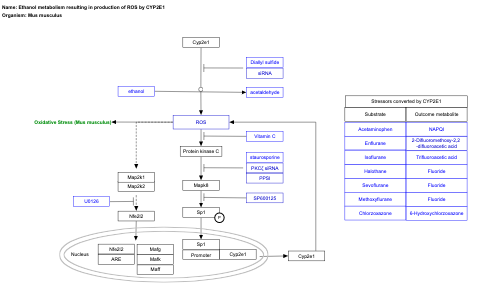 Name: Ethanol metabolism resulting in production of ROS by CYP2E1
Organism: Mus musculus
Cyp2e1
Diallyl sulfide
siRNA
ethanol
acetaldehyde
Oxidative Stress (Mus musculus)
ROS
Vitamin C
Protein kinase C
staurosporine
PKCζ siRNA
PPSI
Map2k1
Map2k2
Mapk8
U0126
SP600125
Nfe2l2
Sp1
P
Nucleus
Nfe2l2
ARE
Mafg
Mafk
Maff
Sp1
Promoter
Cyp2e1
Cyp2e1
Stressors converted by CYP2E1
Substrate Outcome metabolite
Acetaminophen NAPQI
Enflurane 2-Difluoromethoxy-2,2
-difluoroacetic acid
Isoflurane Trifluoroacetic acid
Halothane Fluoride
Sevoflurane Fluoride
Methoxyflurane Fluoride
Chlorzoxazone 6-Hydroxychlorzoxazone